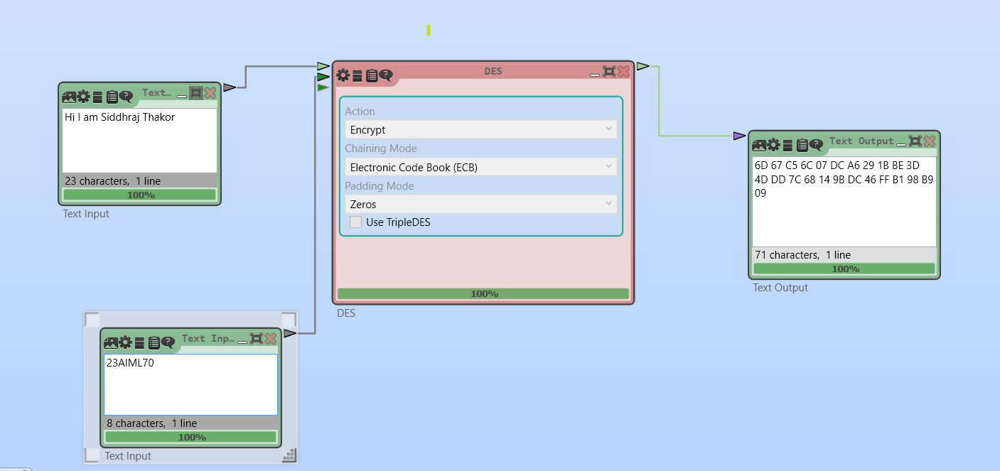 Text...
Hi I am Siddhraj Thakor
23 characters,  1 line
100%
Text Input
DES
Action
Encrypt
Chaining Mode
Electronic Code Book (ECB)
Padding Mode
Zeros
Use TripleDES
100%
DES
Text Output
6D 67 C5 6C 07 DC A6 29 1B BE 3D
4D DD 7C 68 14 9B DC 46 FF B1 98 B9
09
71 characters,  1 line
100%
Text Output
Text Inp...
23AIML70
8 characters,  1 line
100%
Text Input